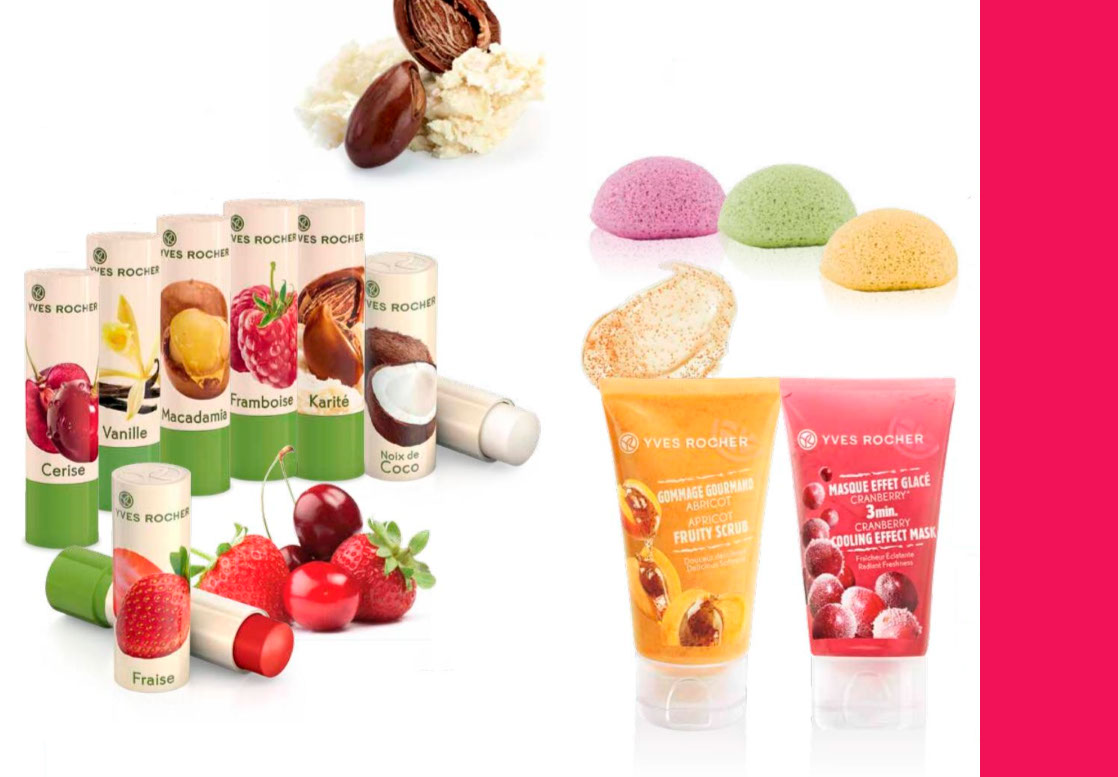 YVES ROCHER
Cerise
YVES ROCHER
Vanille
YVES ROCHER
Macadamia
YVES ROCHER
Framboise
YVES ROCHER
Karité
YVES ROCHER
Noix de
Coco
YVES ROCHER
Fraise
YVES ROCHER
GOMMAGE GOURMAND
ABRICOT
APRICOT
FRUITY SCRUB
YVES ROCHER
MASQUE EFFET GLACÉ
CRANBERRY
3min.
CRANBERRY
COOLING EFFECT MASK
Fraîcheur Éclatante
Radiant Freshness